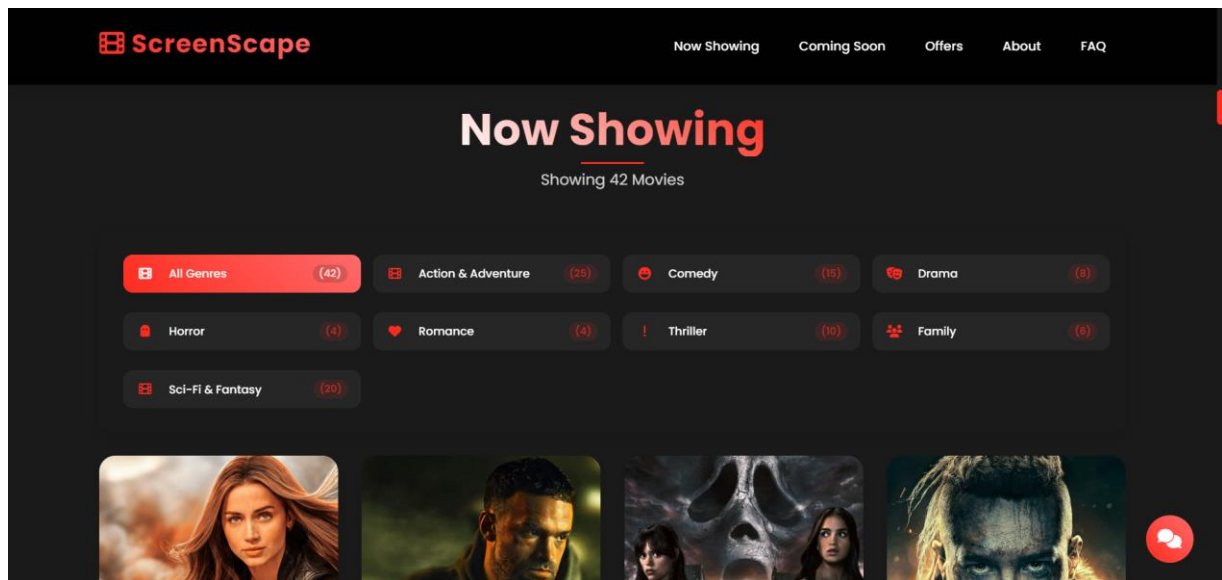 ScreenScape
Now Showing Coming Soon Offers About FAQ
Now Showing
Showing 42 Movies
All Genres (42) Action & Adventure (25) Comedy (15) Drama (8)
Horror (4) Romance (4) Thriller (10) Family (6)
Sci-Fi & Fantasy (20)